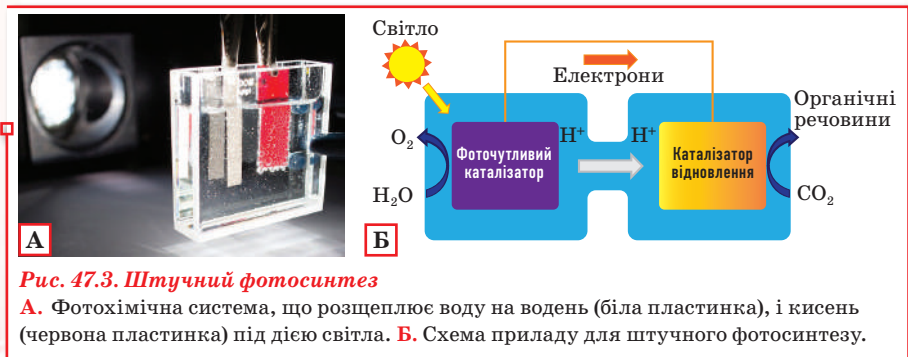 Світло
Електрони
Органічні
речовини
O₂
H⁺
H⁺
Фоточутливий
каталізатор
Каталізатор
відновлення
H₂O
CO₂
А
Б
Рис. 47.3. Штучний фотосинтез
А. Фотохімічна система, що розщеплює воду на водень (біла пластинка), і кисень
(червона пластинка) під дією світла. Б. Схема приладу для штучного фотосинтезу.